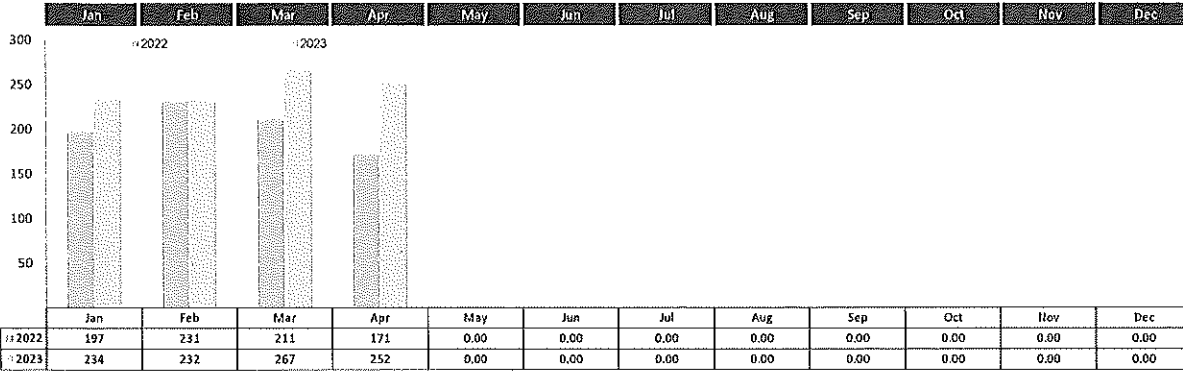 Jan Feb Mar Apr May Jun Jul Aug Sep Oct Nov Dec
300
2022 2023
250
200
150
100
50
Jan Feb Mar Apr May Jun Jul Aug Sep Oct Nov Dec
2022 197 231 211 171 0.00 0.00 0.00 0.00 0.00 0.00 0.00 0.00
2023 234 232 267 252 0.00 0.00 0.00 0.00 0.00 0.00 0.00 0.00